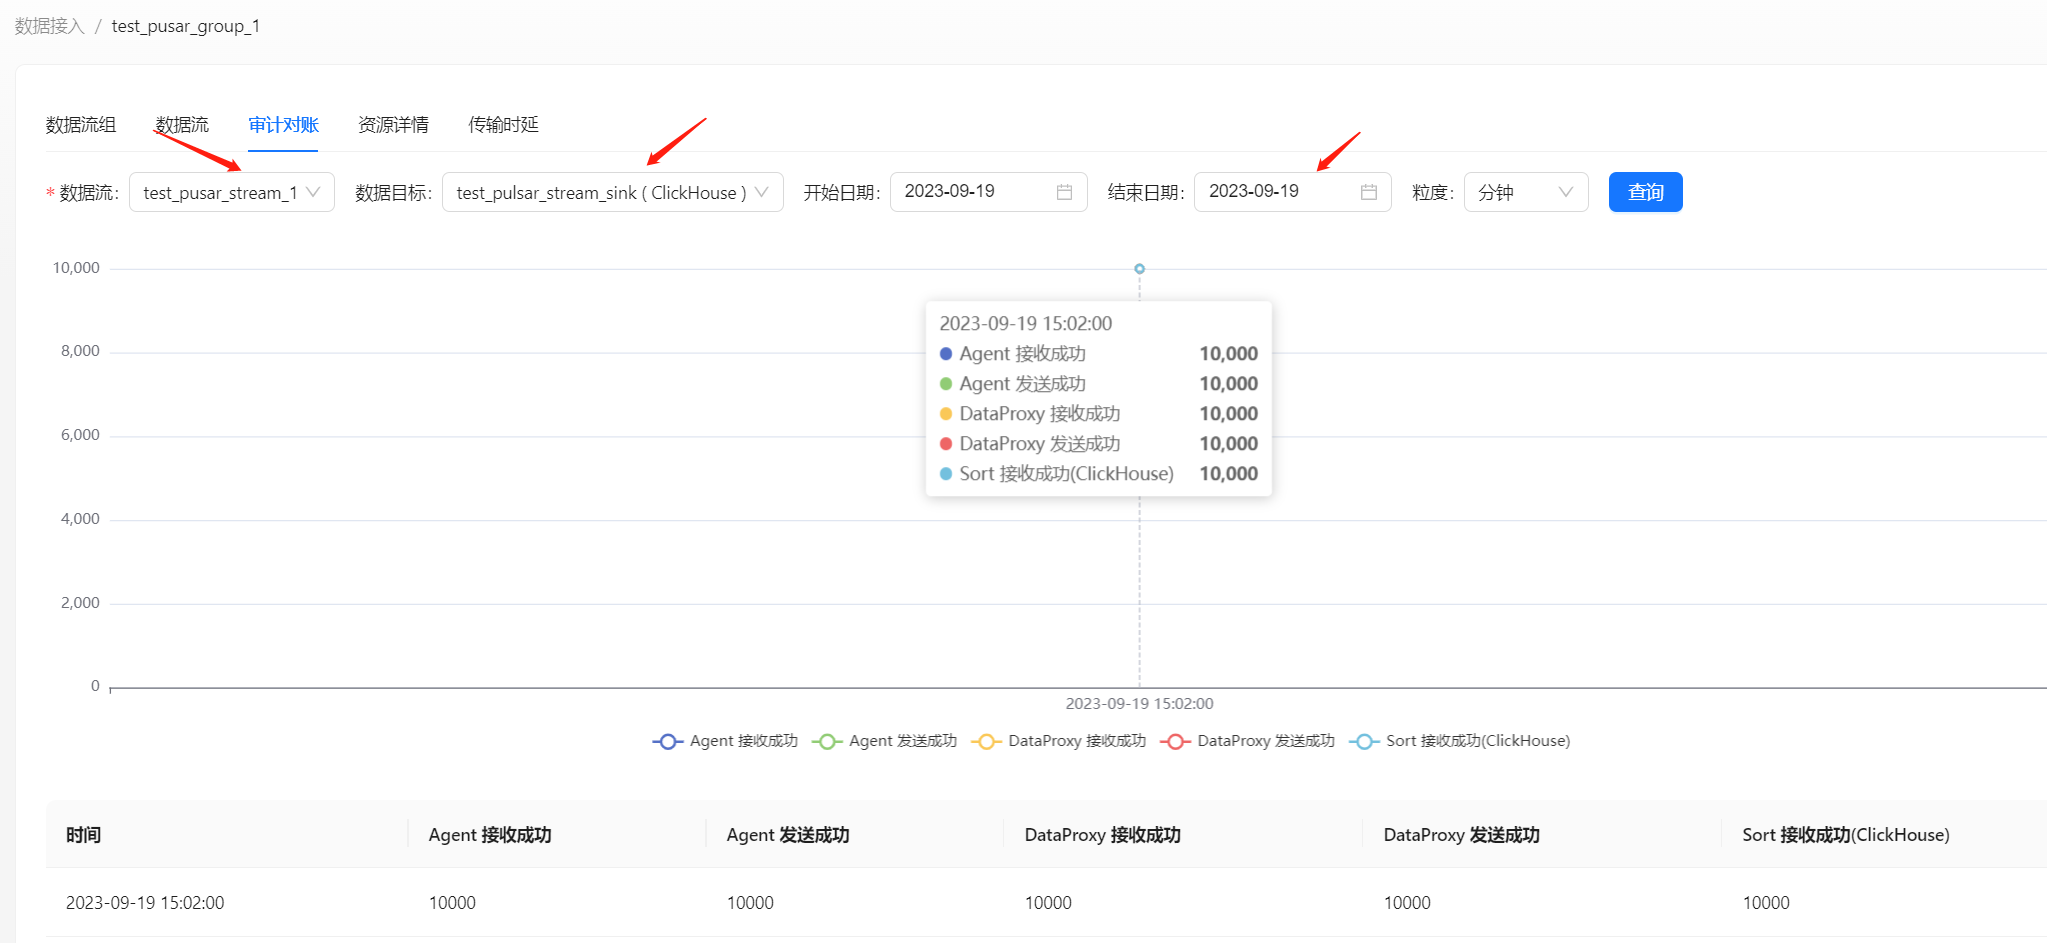 数据接入 / test_pusar_group_1
数据流组 数据流 审计对账 资源详情 传输时延
* 数据流: test_pusar_stream_1 数据目标: test_pulsar_stream_sink ( ClickHouse ) 开始日期: 2023-09-19 结束日期: 2023-09-19 粒度: 分钟 查询
10,000
8,000
6,000
4,000
2,000
0
2023-09-19 15:02:00
Agent 接收成功 10,000
Agent 发送成功 10,000
DataProxy 接收成功 10,000
DataProxy 发送成功 10,000
Sort 接收成功(ClickHouse) 10,000
2023-09-19 15:02:00
Agent 接收成功 Agent 发送成功 DataProxy 接收成功 DataProxy 发送成功 Sort 接收成功(ClickHouse)
时间 Agent 接收成功 Agent 发送成功 DataProxy 接收成功 DataProxy 发送成功 Sort 接收成功(ClickHouse)
2023-09-19 15:02:00 10000 10000 10000 10000 10000